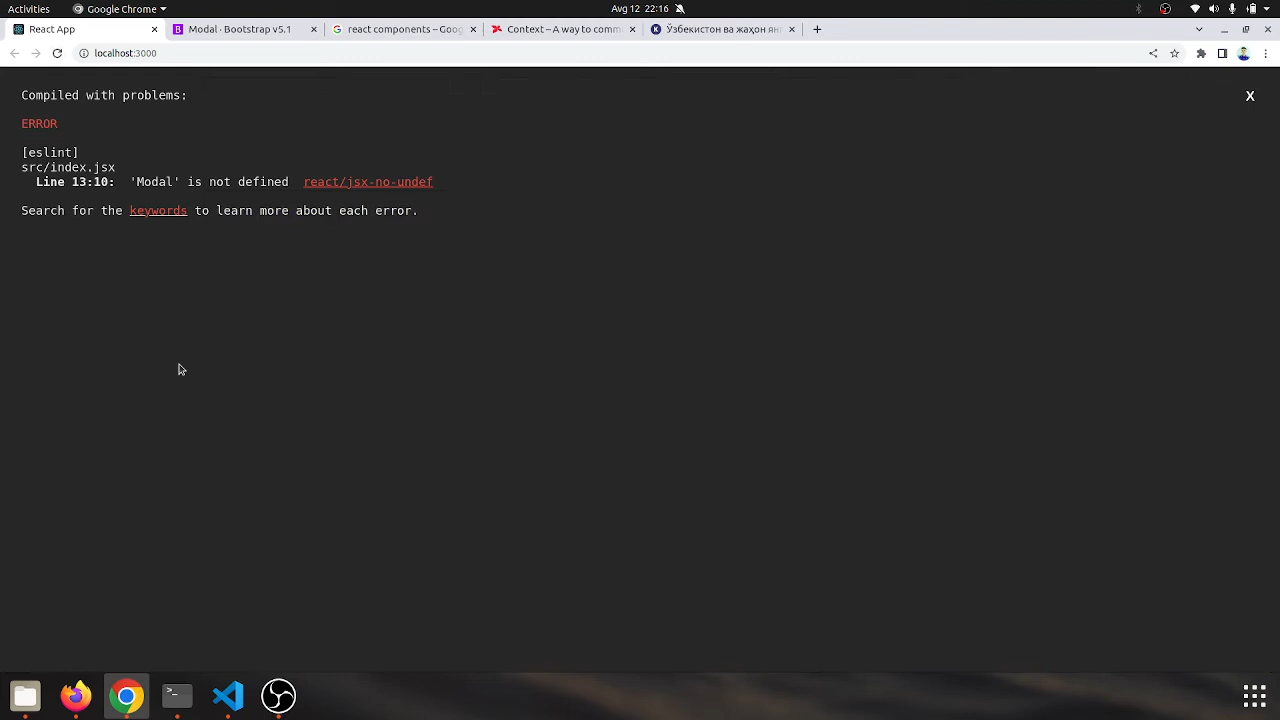 Activities
Google Chrome
Avg 12 22:16
React App
Modal · Bootstrap v5.1
react components – Goog
Context – A way to comm
Ўзбекистон ва жаҳон ян
localhost:3000
Compiled with problems:
X
ERROR
[eslint]
src/index.jsx
Line 13:10: 'Modal' is not defined react/jsx-no-undef
Search for the keywords to learn more about each error.